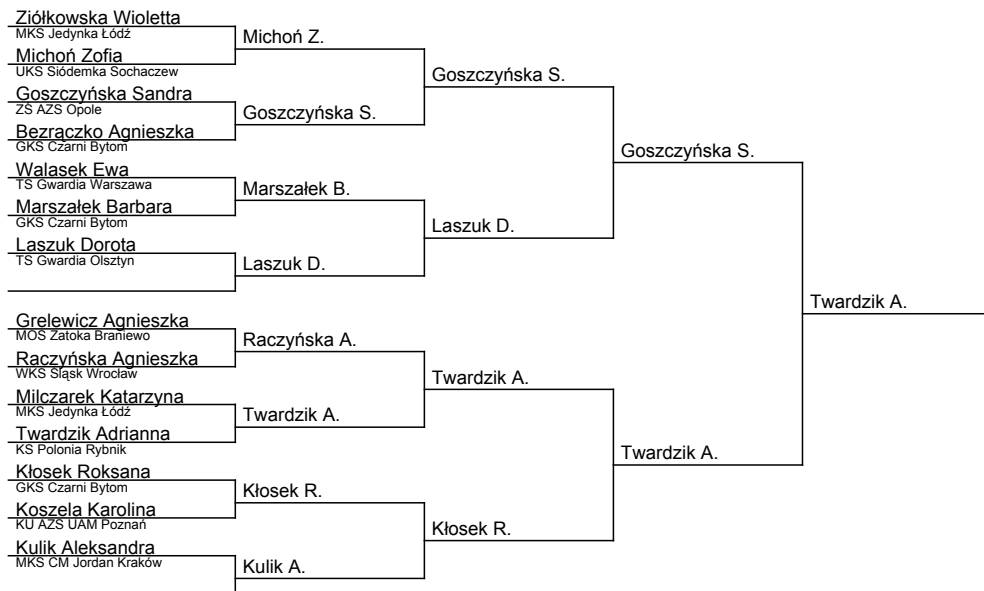 Ziółkowska Wioletta
MKS Jedynka Łódź
Michoń Zofia
UKS Siódemka Sochaczew
Goszczyńska Sandra
ZS AZS Opole
Bezrączko Agnieszka
GKS Czarni Bytom
Walasek Ewa
TS Gwardia Warszawa
Marszałek Barbara
GKS Czarni Bytom
Laszuk Dorota
TS Gwardia Olsztyn
Grelewicz Agnieszka
MOS Zatoka Braniewo
Raczyńska Agnieszka
WKS Śląsk Wrocław
Milczarek Katarzyna
MKS Jedynka Łódź
Twardzik Adrianna
KS Polonia Rybnik
Kłosek Roksana
GKS Czarni Bytom
Koszela Karolina
KU AZS UAM Poznań
Kulik Aleksandra
MKS CM Jordan Kraków
Michoń Z.
Goszczyńska S.
Marszałek B.
Laszuk D.
Raczyńska A.
Twardzik A.
Kłosek R.
Kulik A.
Goszczyńska S.
Laszuk D.
Twardzik A.
Kłosek R.
Goszczyńska S.
Twardzik A.
Twardzik A.